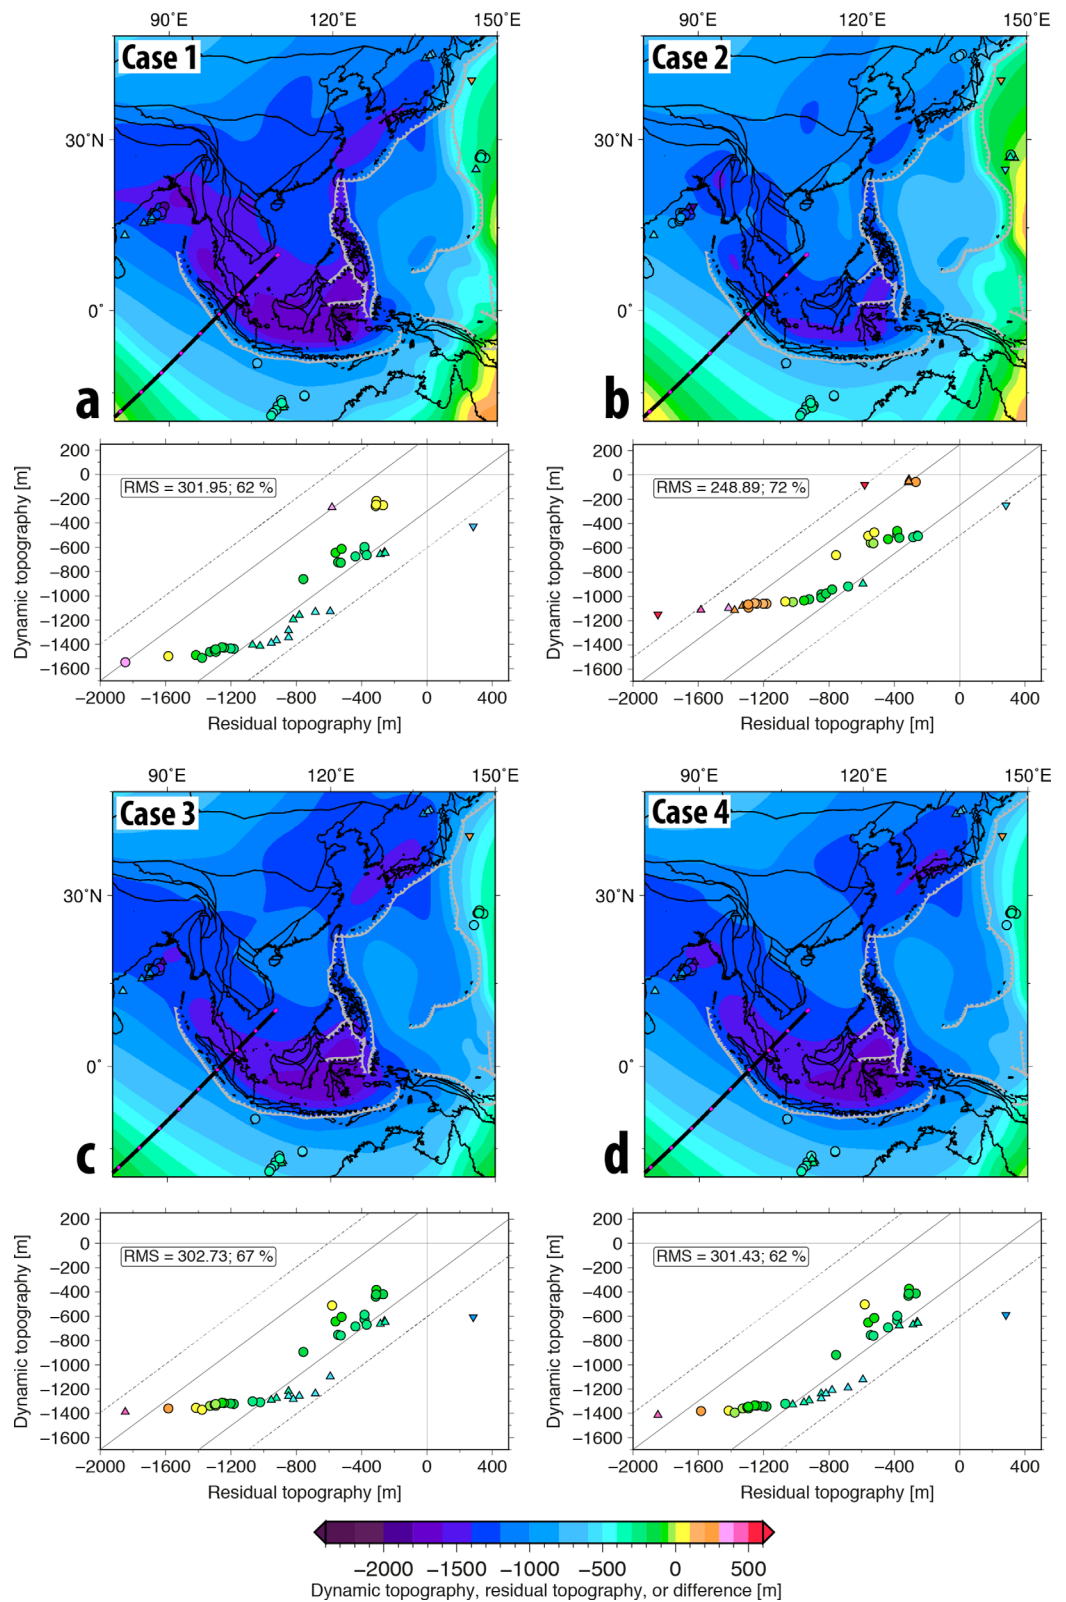 90˚E 120˚E 150˚E
90˚E 120˚E 150˚E
Case 1
Case 2
30˚N
30˚N
0˚
0˚
a
b
200
0
−200
−400
−600
−800
−1000
−1200
−1400
−1600
Dynamic topography [m]
RMS = 301.95; 62 %
−2000 −1600 −1200 −800 −400 0 400
Residual topography [m]
200
0
−200
−400
−600
−800
−1000
−1200
−1400
−1600
Dynamic topography [m]
RMS = 248.89; 72 %
−2000 −1600 −1200 −800 −400 0 400
Residual topography [m]
90˚E 120˚E 150˚E
90˚E 120˚E 150˚E
Case 3
Case 4
30˚N
30˚N
0˚
0˚
c
d
200
0
−200
−400
−600
−800
−1000
−1200
−1400
−1600
Dynamic topography [m]
RMS = 302.73; 67 %
−2000 −1600 −1200 −800 −400 0 400
Residual topography [m]
200
0
−200
−400
−600
−800
−1000
−1200
−1400
−1600
Dynamic topography [m]
RMS = 301.43; 62 %
−2000 −1600 −1200 −800 −400 0 400
Residual topography [m]
−2000 −1500 −1000 −500 0 500
Dynamic topography, residual topography, or difference [m]